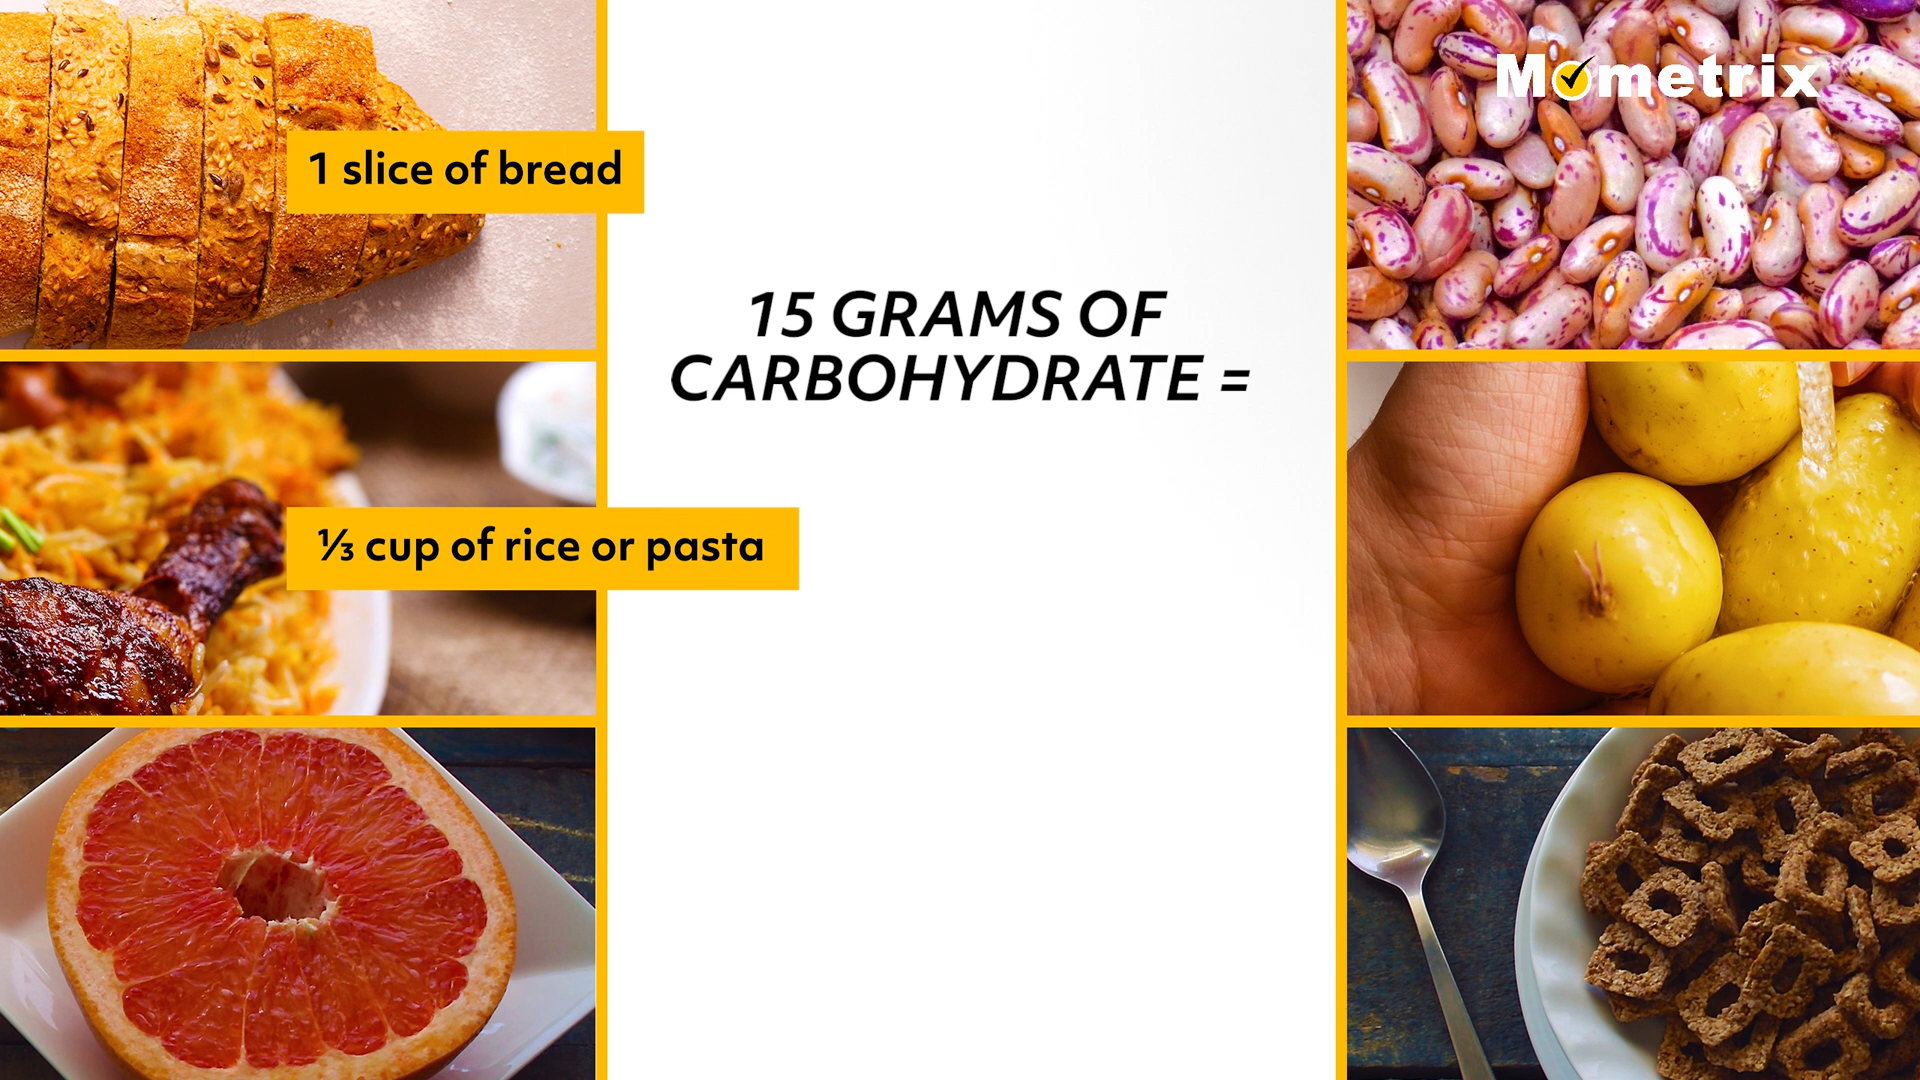 Mometrix
1 slice of bread
15 GRAMS OF
CARBOHYDRATE =
⅓ cup of rice or pasta